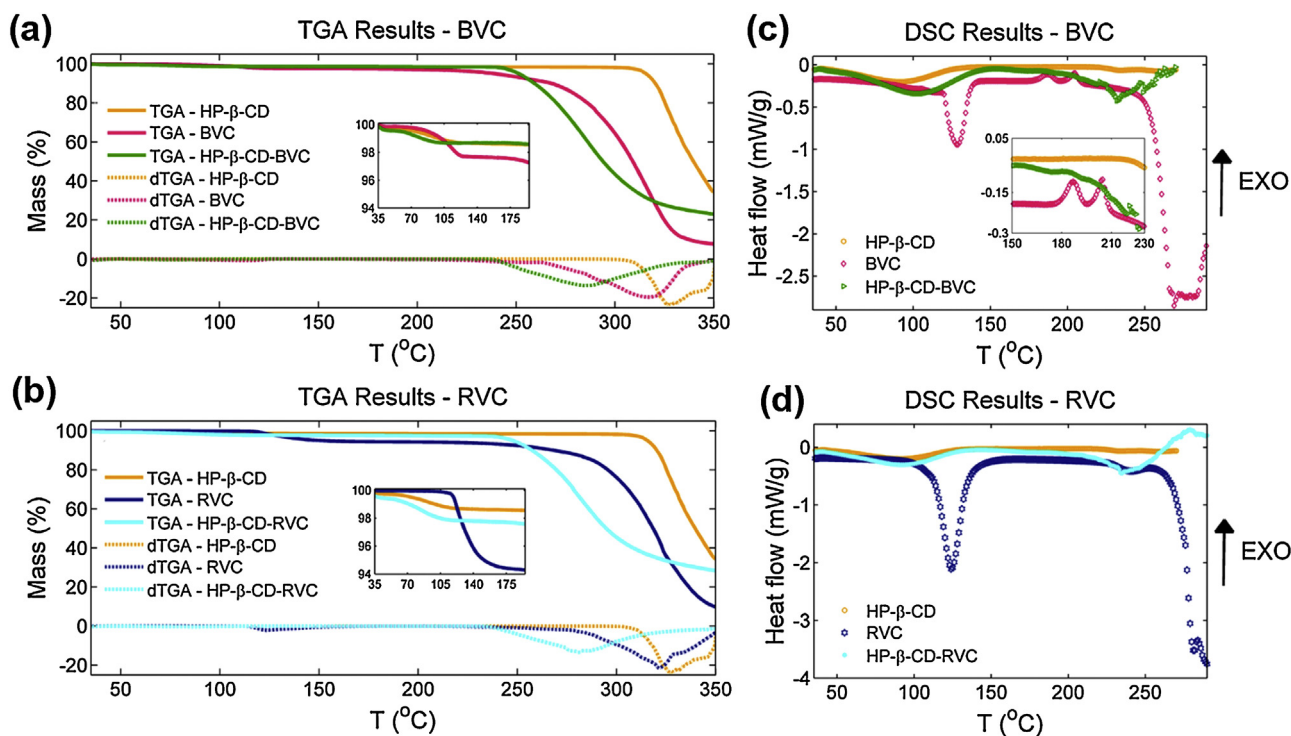 (a)
TGA Results - BVC
100
80
60
40
20
0
-20
Mass (%)
TGA - HP-β-CD
TGA - BVC
TGA - HP-β-CD-BVC
dTGA - HP-β-CD
dTGA - BVC
dTGA - HP-β-CD-BVC
100
98
96
94
35 70 105 140 175
50 100 150 200 250 300 350
T (°C)
(c)
DSC Results - BVC
0
-0.5
-1
-1.5
-2
-2.5
Heat flow (mW/g)
0.05
-0.15
-0.3
150 180 210 230
HP-β-CD
BVC
HP-β-CD-BVC
EXO
50 100 150 200 250
T (°C)
(b)
TGA Results - RVC
100
80
60
40
20
0
-20
Mass (%)
TGA - HP-β-CD
TGA - RVC
TGA - HP-β-CD-RVC
dTGA - HP-β-CD
dTGA - RVC
dTGA - HP-β-CD-RVC
100
98
96
94
35 70 105 140 175
50 100 150 200 250 300 350
T (°C)
(d)
DSC Results - RVC
0
-1
-2
-3
-4
Heat flow (mW/g)
HP-β-CD
RVC
HP-β-CD-RVC
EXO
50 100 150 200 250
T (°C)